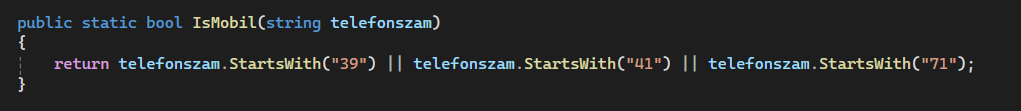 public static bool IsMobil(string telefonszam)
{
return telefonszam.StartsWith("39") || telefonszam.StartsWith("41") || telefonszam.StartsWith("71");
}